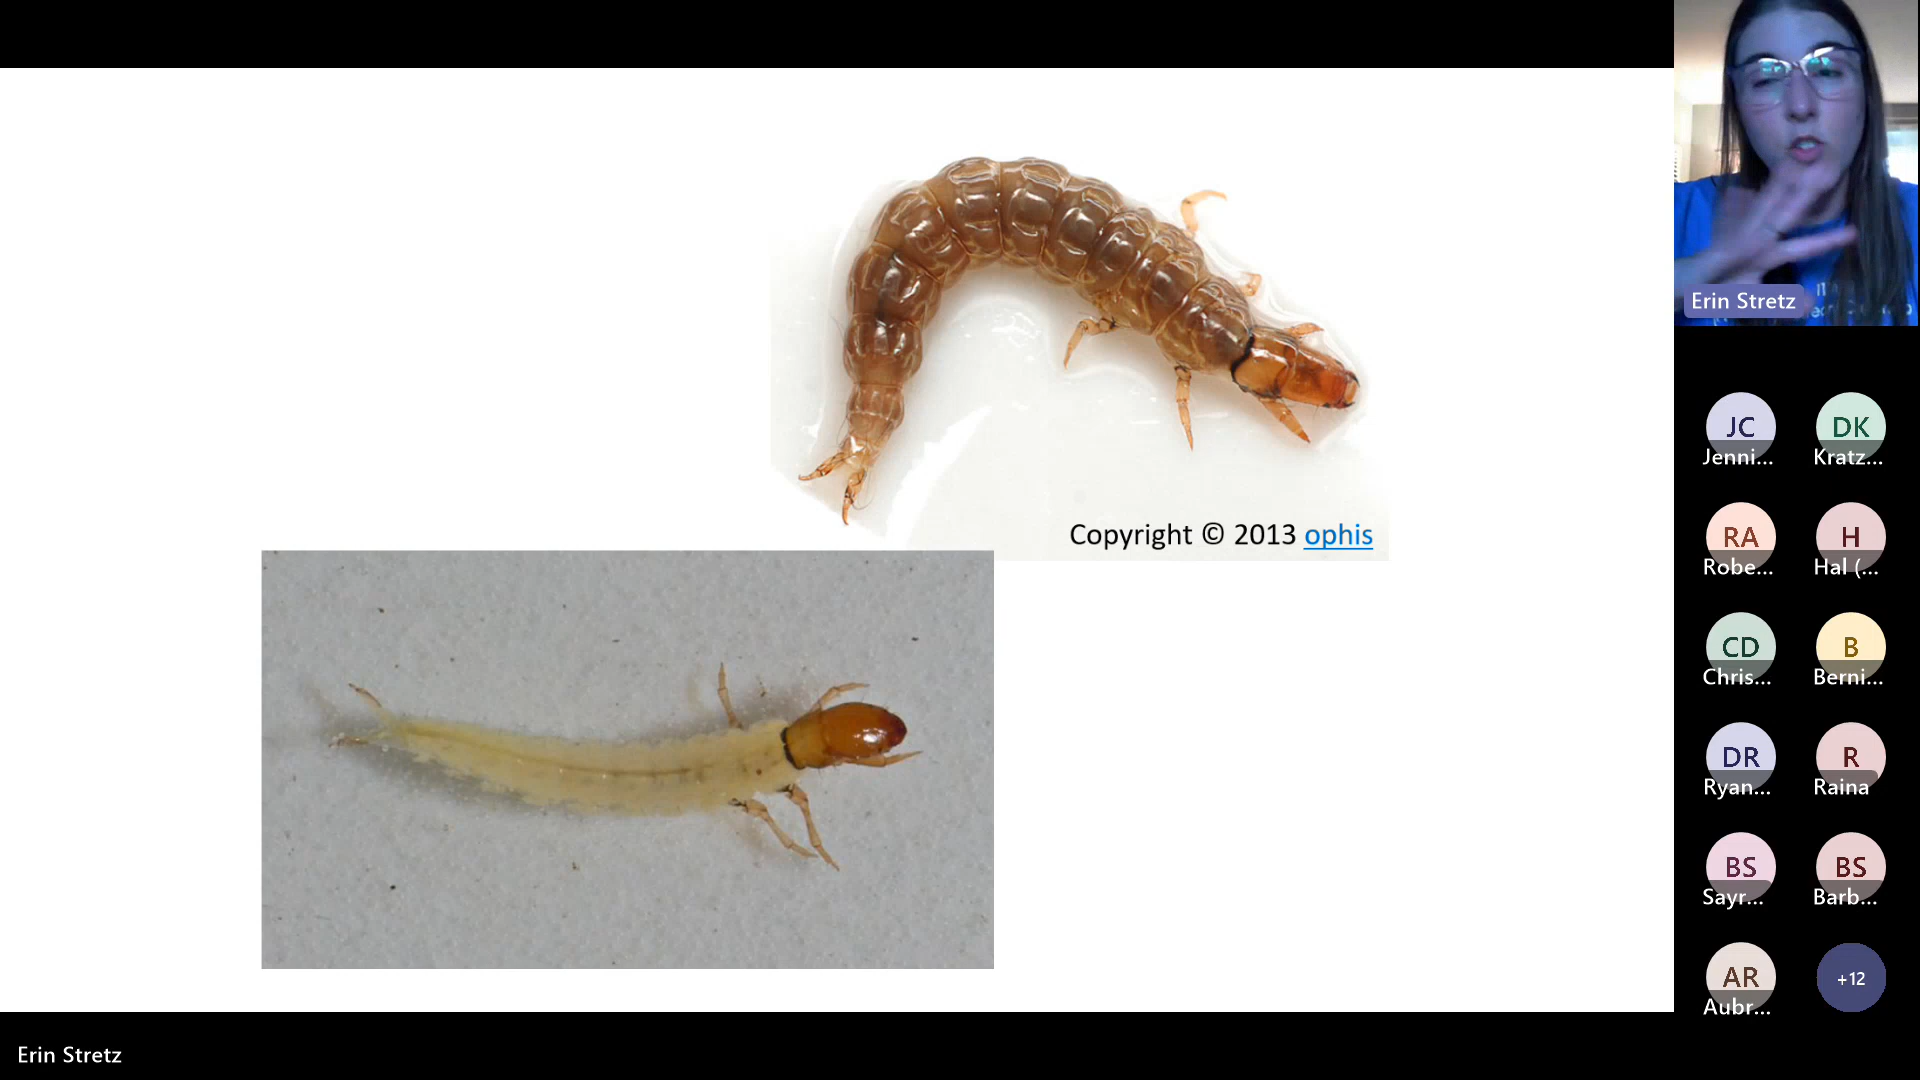 Copyright © 2013 ophis
Erin Stretz
JC
Jenni...
DK
Kratz...
RA
Robe...
H
Hal (...
CD
Chris...
B
Berni...
DR
Ryan...
R
Raina
BS
Sayr...
BS
Barb...
AR
Aubr...
+12
Erin Stretz